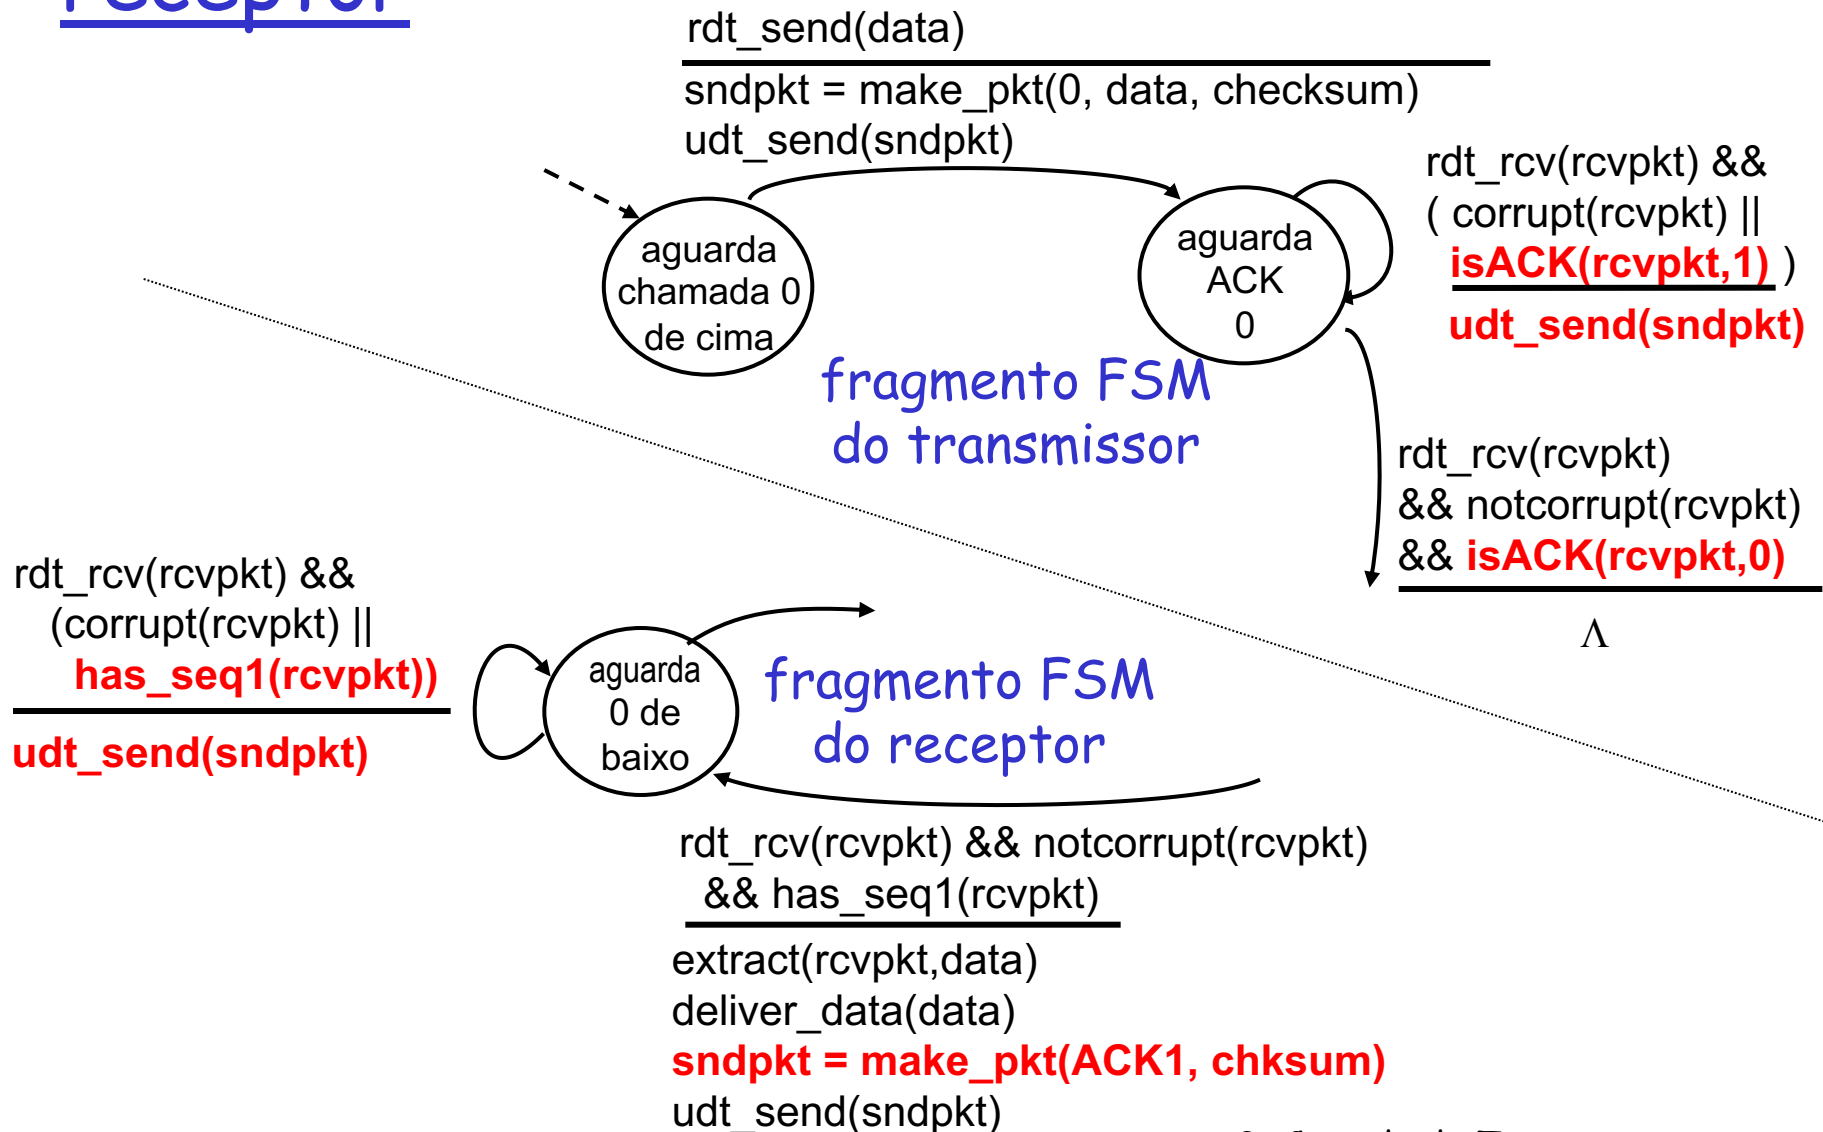 receptor
rdt_send(data)
sndpkt = make_pkt(0, data, checksum)
udt_send(sndpkt)
aguarda
chamada 0
de cima
aguarda
ACK
0
rdt_rcv(rcvpkt) &&
( corrupt(rcvpkt) ||
isACK(rcvpkt,1) )
udt_send(sndpkt)
fragmento FSM
do transmissor
rdt_rcv(rcvpkt)
&& notcorrupt(rcvpkt)
&& isACK(rcvpkt,0)
Λ
rdt_rcv(rcvpkt) &&
(corrupt(rcvpkt) ||
has_seq1(rcvpkt))
udt_send(sndpkt)
aguarda
0 de
baixo
fragmento FSM
do receptor
rdt_rcv(rcvpkt) && notcorrupt(rcvpkt)
&& has_seq1(rcvpkt)
extract(rcvpkt,data)
deliver_data(data)
sndpkt = make_pkt(ACK1, chksum)
udt_send(sndpkt)